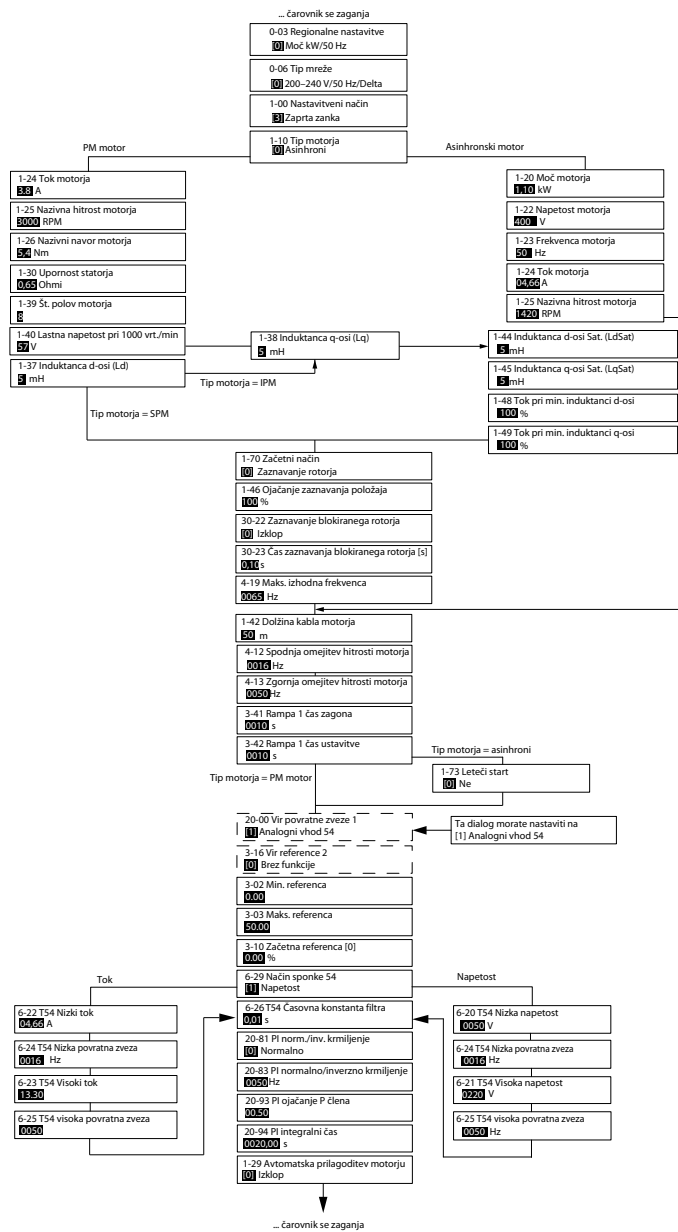 ... čarovnik se zaganja
0-03 Regionalne nastavitve
[0] Moč kW/50 Hz
0-06 Tip mreže
[0] 200–240 V/50 Hz/Delta
1-00 Nastavitveni način
[3] Zaprta zanka
1-10 Tip motorja
[0] Asinhroni
PM motor
Asinhronski motor
1-24 Tok motorja
3.8 A
1-25 Nazivna hitrost motorja
3000 RPM
1-26 Nazivni navor motorja
5,4 Nm
1-30 Upornost statorja
0,65 Ohmi
1-39 Št. polov motorja
8
1-40 Lastna napetost pri 1000 vrt./min
57 V
1-37 Induktanca d-osi (Ld)
5 mH
1-20 Moč motorja
1,10 kW
1-22 Napetost motorja
400 V
1-23 Frekvenca motorja
50 Hz
1-24 Tok motorja
04,66 A
1-25 Nazivna hitrost motorja
1420 RPM
1-38 Induktanca q-osi (Lq)
5 mH
Tip motorja = IPM
1-44 Induktanca d-osi Sat. (LdSat)
5 mH
1-45 Induktanca q-osi Sat. (LqSat)
5 mH
1-48 Tok pri min. induktanci d-osi
100 %
1-49 Tok pri min. induktanci q-osi
100 %
Tip motorja = SPM
1-70 Začetni način
[0] Zaznavanje rotorja
1-46 Ojačanje zaznavanja položaja
100 %
30-22 Zaznavanje blokiranega rotorja
[0] Izklop
30-23 Čas zaznavanja blokiranega rotorja [s]
0,10 s
4-19 Maks. izhodna frekvenca
0065 Hz
1-42 Dolžina kabla motorja
50 m
4-12 Spodnja omejitev hitrosti motorja
0016 Hz
4-13 Zgornja omejitev hitrosti motorja
0050 Hz
3-41 Rampa 1 čas zagona
0010 s
3-42 Rampa 1 čas ustavitve
0010 s
Tip motorja = asinhroni
Tip motorja = PM motor
1-73 Leteči start
[0] Ne
20-00 Vir povratne zveze 1
[1] Analogni vhod 54
Ta dialog morate nastaviti na
[1] Analogni vhod 54
3-16 Vir reference 2
[0] Brez funkcije
3-02 Min. referenca
0.00
3-03 Maks. referenca
50.00
3-10 Začetna referenca [0]
0.00 %
Tok
6-29 Način sponke 54
[1] Napetost
Napetost
6-22 T54 Nizki tok
04,66 A
6-24 T54 Nizka povratna zveza
0016 Hz
6-23 T54 Visoki tok
13.30
6-25 T54 visoka povratna zveza
0050
6-26 T54 Časovna konstanta filtra
0,01 s
20-81 PI norm./inv. krmiljenje
[0] Normalno
20-83 PI normalno/inverzno krmiljenje
0050 Hz
20-93 PI ojačanje P člena
00.50
20-94 PI integralni čas
0020,00 s
1-29 Avtomatska prilagoditev motorju
[0] Izklop
6-20 T54 Nizka napetost
0050 V
6-24 T54 Nizka povratna zveza
0016 Hz
6-21 T54 Visoka napetost
0220 V
6-25 T54 visoka povratna zveza
0050 Hz
... čarovnik se zaganja